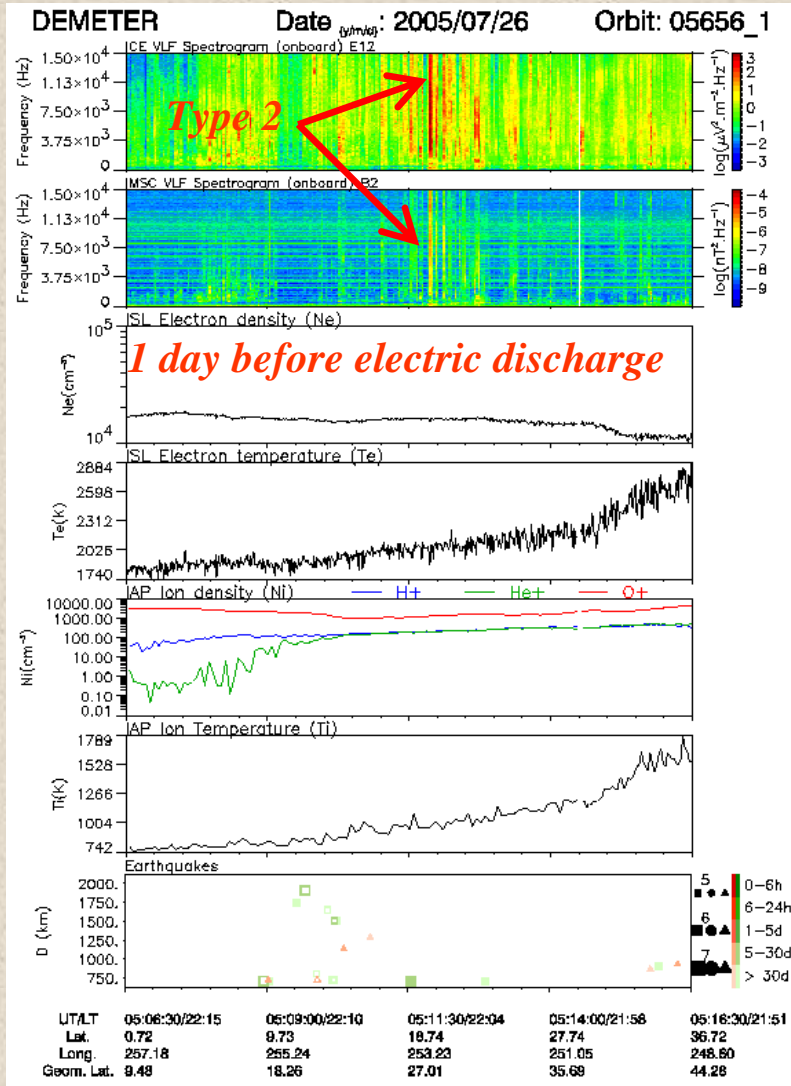 DEMETER Date {y/m/d}: 2005/07/26 Orbit: 05656_1
ICE VLF Spectrogram (onboard) E12
Frequency (Hz)
1.50×10⁴
1.13×10⁴
7.50×10³
3.75×10³
0
Type 2
3
2
1
0
−1
−2
−3
log(μV².m⁻².Hz⁻¹)
IMSC VLF Spectrogram (onboard) B2
Frequency (Hz)
1.50×10⁴
1.13×10⁴
7.50×10³
3.75×10³
0
−4
−5
−6
−7
−8
−9
log(nT².Hz⁻¹)
ISL Electron density (Ne)
Ne(cm⁻³)
10⁵
10⁴
1 day before electric discharge
ISL Electron temperature (Te)
Te(K)
2884
2598
2312
2026
1740
IAP Ion density (Ni) H+ He+ O+
Ni(cm⁻³)
10000.00
1000.00
100.00
10.00
1.00
0.10
0.01
IAP Ion Temperature (Ti)
Ti(K)
1789
1528
1266
1004
742
Earthquakes
D (km)
2000.
1750.
1500.
1250.
1000.
750.
5
6
7
0−6h
6−24h
1−5d
5−30d
> 30d
UT/LT 05:06:30/22:15 05:09:00/22:10 05:11:30/22:04 05:14:00/21:58 05:16:30/21:51
Lat. 0.72 9.73 18.74 27.74 36.72
Long. 257.18 255.24 253.23 251.05 248.60
Geom. Lat. 9.48 18.26 27.01 35.69 44.28